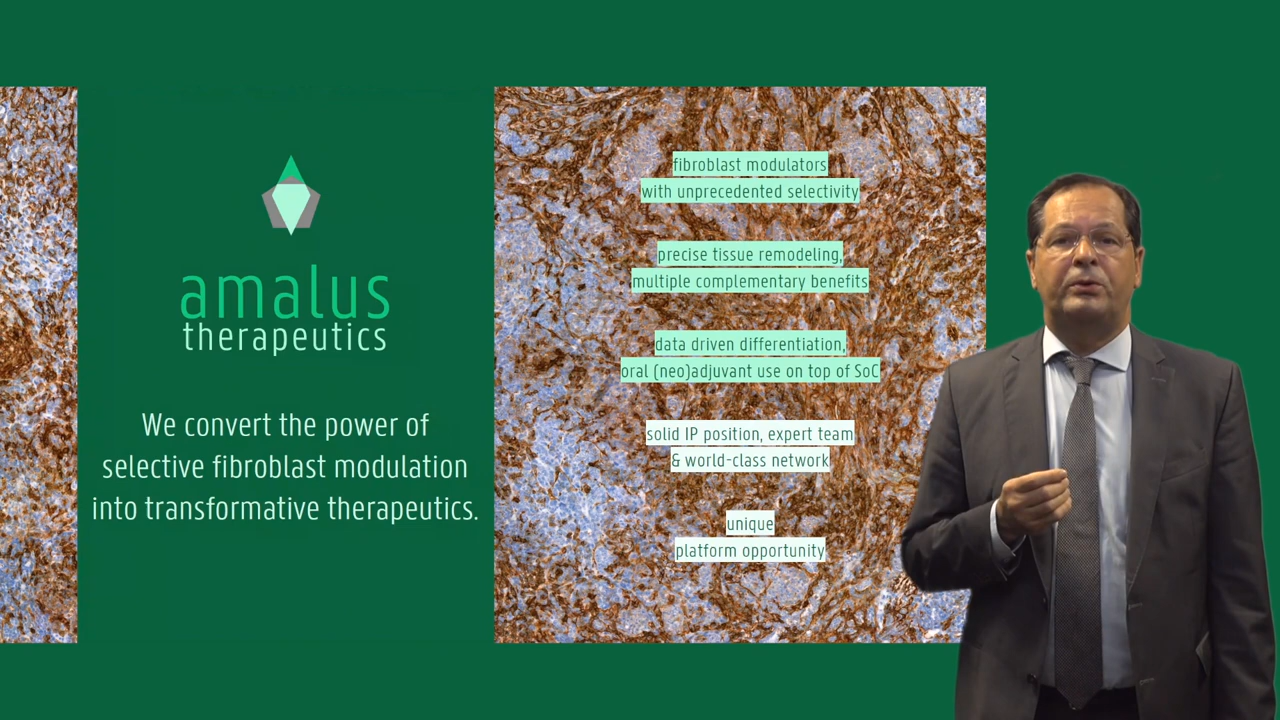 amalus
therapeutics
We convert the power of
selective fibroblast modulation
into transformative therapeutics.
fibroblast modulators
with unprecedented selectivity
precise tissue remodeling,
multiple complementary benefits
data driven differentiation,
oral (neo)adjuvant use on top of SoC
solid IP position, expert team
& world-class network
unique
platform opportunity